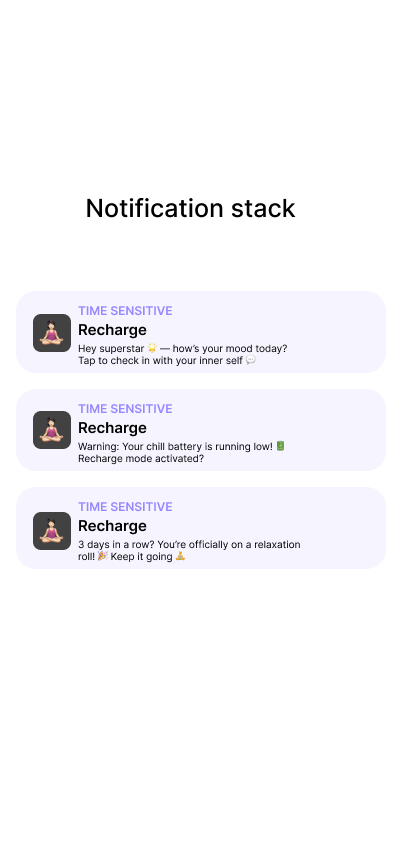 Notification stack
TIME SENSITIVE
Recharge
Hey superstar 🌟 — how's your mood today?
Tap to check in with your inner self 💬
TIME SENSITIVE
Recharge
Warning: Your chill battery is running low! 🔋
Recharge mode activated?
TIME SENSITIVE
Recharge
3 days in a row? You're officially on a relaxation
roll! 🎉 Keep it going 🧘